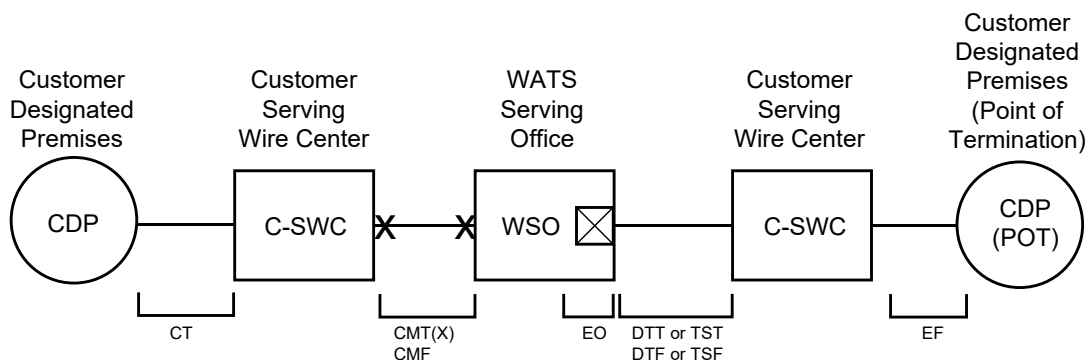 Customer
Designated
Premises
Customer
Serving
Wire Center
WATS
Serving
Office
Customer
Serving
Wire Center
Customer
Designated
Premises
(Point of
Termination)
CDP
C-SWC
X
X
WSO
C-SWC
CDP
(POT)
CT
CMT(X)
CMF
EO
DTT or TST
DTF or TSF
EF